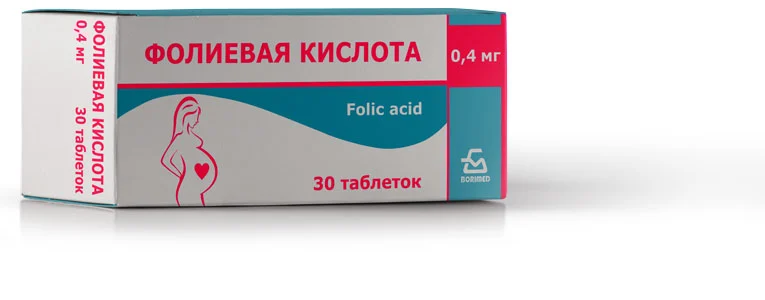 ФОЛИЕВАЯ КИСЛОТА
0,4 мг
30 таблеток
ФОЛИЕВАЯ КИСЛОТА
0,4 мг
Folic acid
30 таблеток
BORIMED